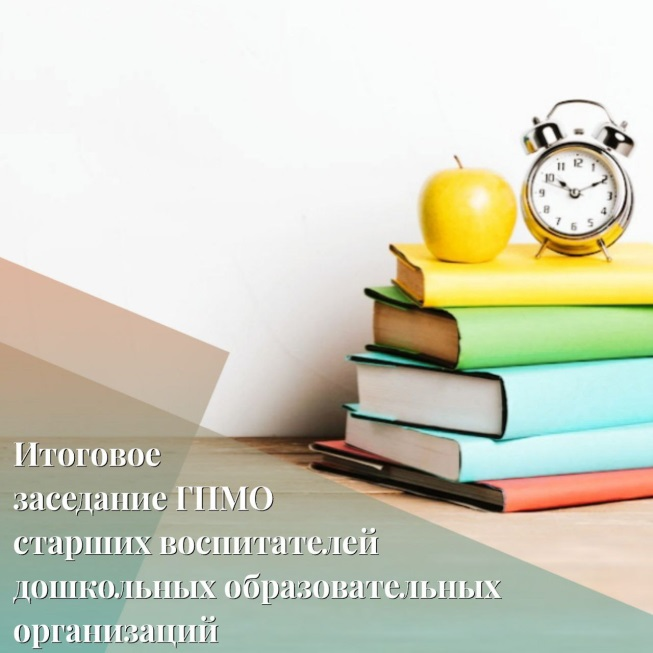 Итоговое
заседание ГПМО
старших воспитателей
дошкольных образовательных
организаций